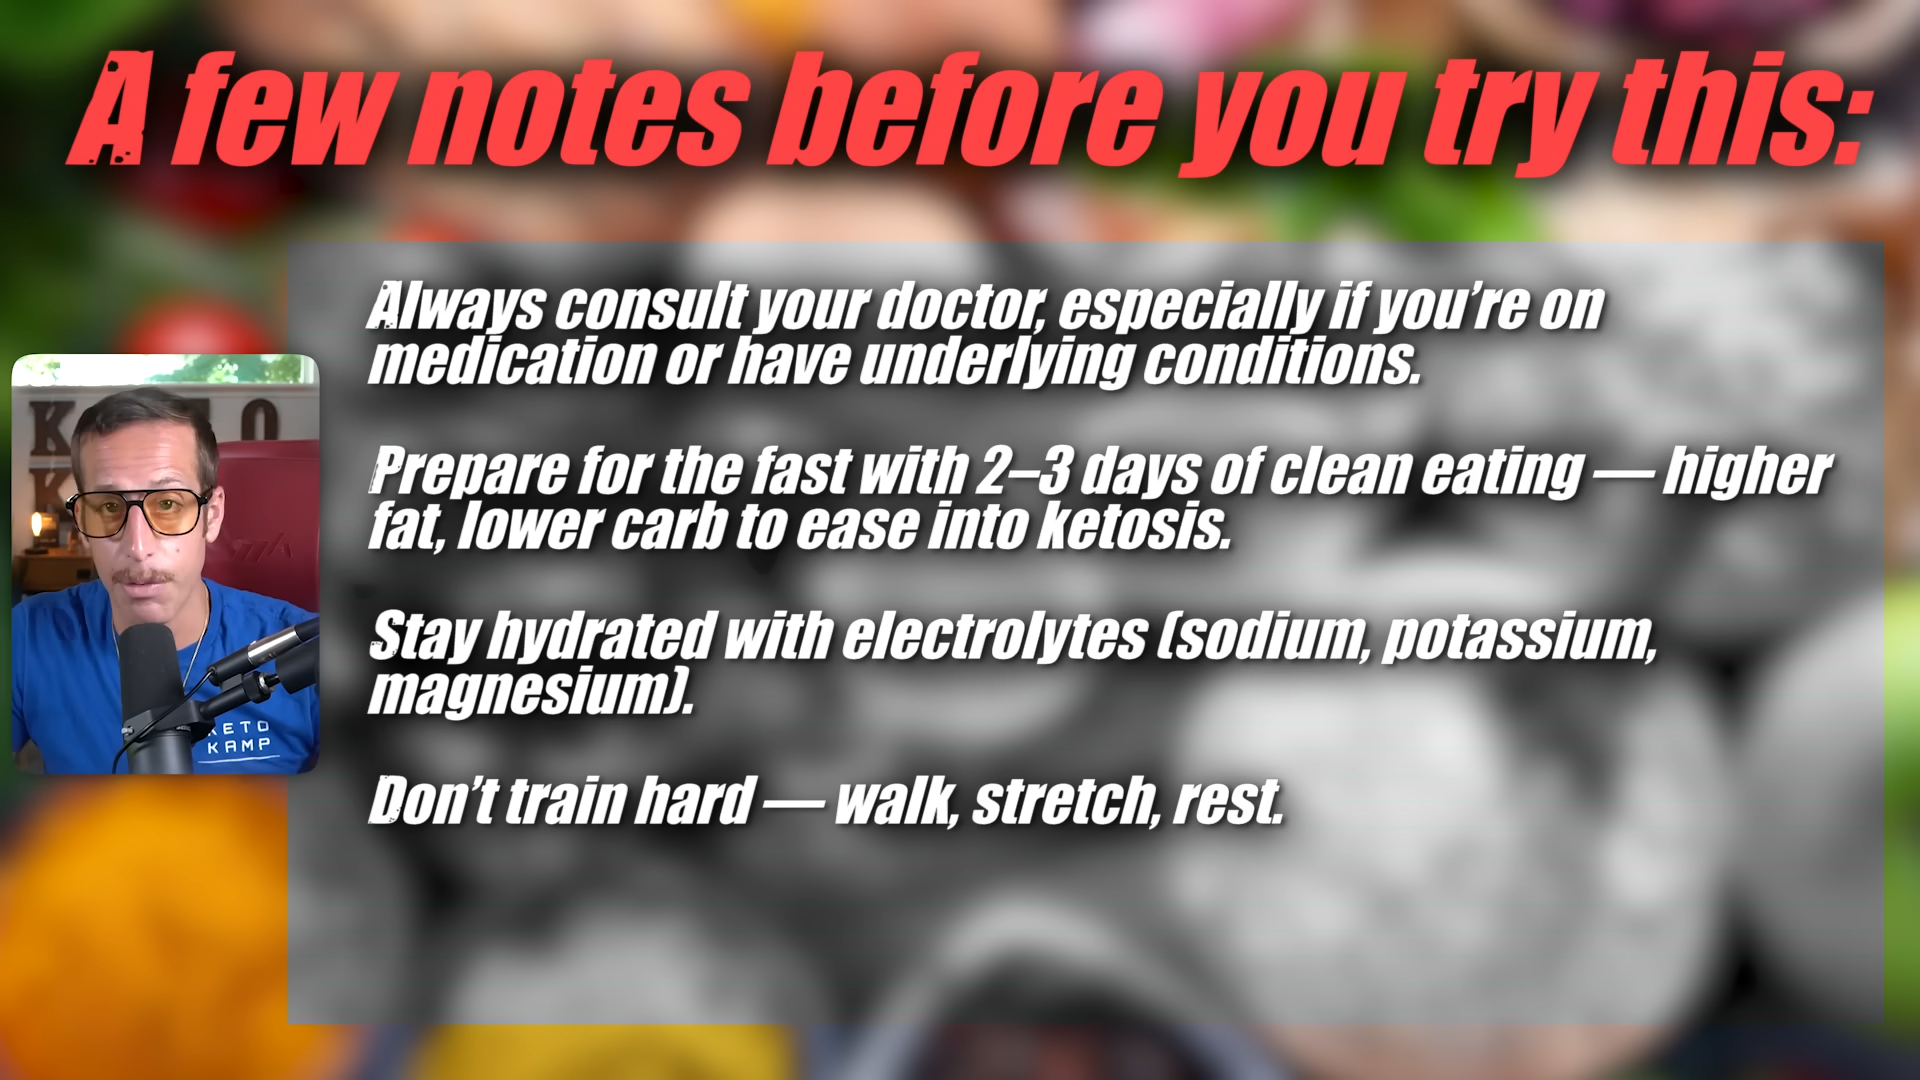 A few notes before you try this:
Always consult your doctor, especially if you’re on
medication or have underlying conditions.
Prepare for the fast with 2–3 days of clean eating — higher
fat, lower carb to ease into ketosis.
Stay hydrated with electrolytes (sodium, potassium,
magnesium).
Don’t train hard — walk, stretch, rest.
KETO
KAMP